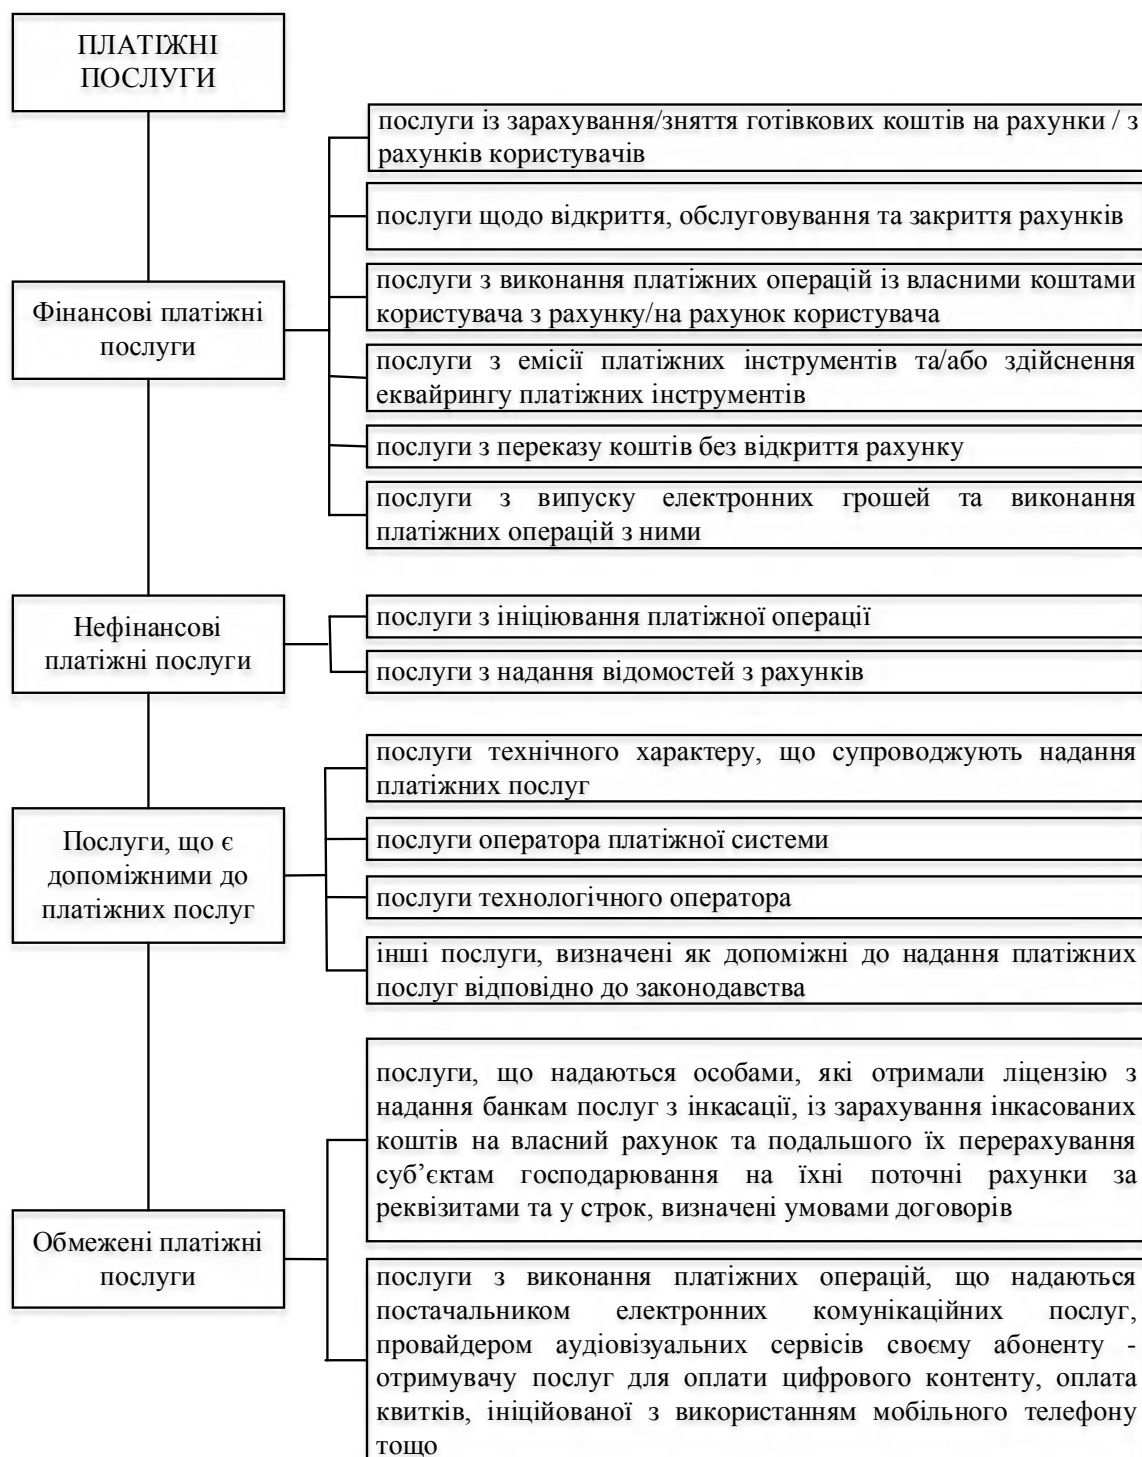 ПЛАТІЖНІ
ПОСЛУГИ
послуги із зарахування/зняття готівкових коштів на рахунки / з
рахунків користувачів
послуги щодо відкриття, обслуговування та закриття рахунків
Фінансові платіжні
послуги
послуги з виконання платіжних операцій із власними коштами
користувача з рахунку/на рахунок користувача
послуги з емісії платіжних інструментів та/або здійснення
еквайрингу платіжних інструментів
послуги з переказу коштів без відкриття рахунку
послуги з випуску електронних грошей та виконання
платіжних операцій з ними
Нефінансові
платіжні послуги
послуги з ініціювання платіжної операції
послуги з надання відомостей з рахунків
Послуги, що є
допоміжними до
платіжних послуг
послуги технічного характеру, що супроводжують надання
платіжних послуг
послуги оператора платіжної системи
послуги технологічного оператора
інші послуги, визначені як допоміжні до надання платіжних
послуг відповідно до законодавства
Обмежені платіжні
послуги
послуги, що надаються особами, які отримали ліцензію з
надання банкам послуг з інкасації, із зарахування інкасованих
коштів на власний рахунок та подальшого їх перерахування
суб’єктам господарювання на їхні поточні рахунки за
реквізитами та у строк, визначені умовами договорів
послуги з виконання платіжних операцій, що надаються
постачальником електронних комунікаційних послуг,
провайдером аудіовізуальних сервісів своєму абоненту -
отримувачу послуг для оплати цифрового контенту, оплата
квитків, ініційованої з використанням мобільного телефону
тощо